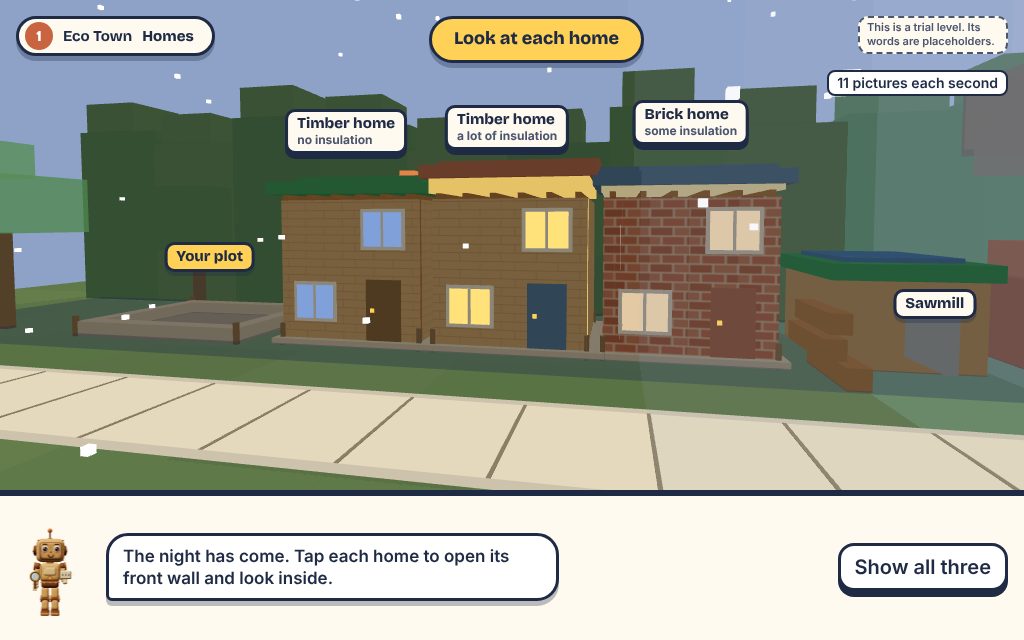 1 Eco Town Homes
Look at each home
This is a trial level. Its
words are placeholders.
11 pictures each second
Timber home
no insulation
Timber home
a lot of insulation
Brick home
some insulation
Your plot
Sawmill
The night has come. Tap each home to open its
front wall and look inside.
Show all three